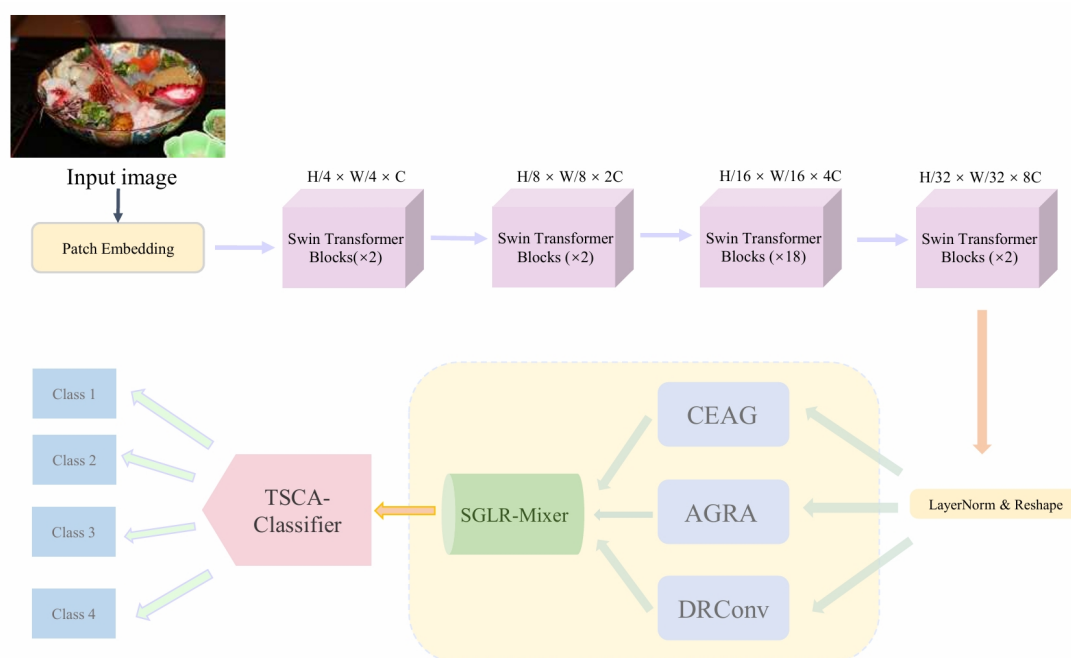 Input image
H/4 × W/4 × C
H/8 × W/8 × 2C
H/16 × W/16 × 4C
H/32 × W/32 × 8C
Patch Embedding
Swin Transformer
Blocks(×2)
Swin Transformer
Blocks (×2)
Swin Transformer
Blocks (×18)
Swin Transformer
Blocks (×2)
Class 1
Class 2
Class 3
Class 4
TSCA-
Classifier
SGLR-Mixer
CEAG
AGRA
DRConv
LayerNorm & Reshape